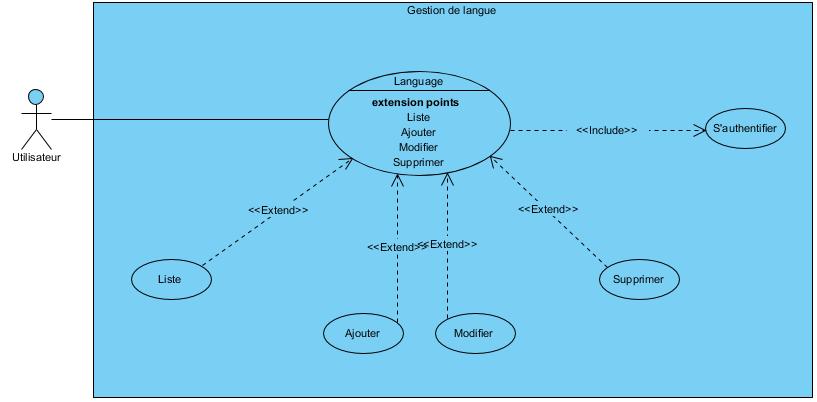 Gestion de langue
Language
extension points
Liste
Ajouter
Modifier
Supprimer
<<Include>>
S'authentifier
Utilisateur
<<Extend>>
<<Extend>>
<<Extend>>
<<Extend>>
Liste
Supprimer
Ajouter
Modifier